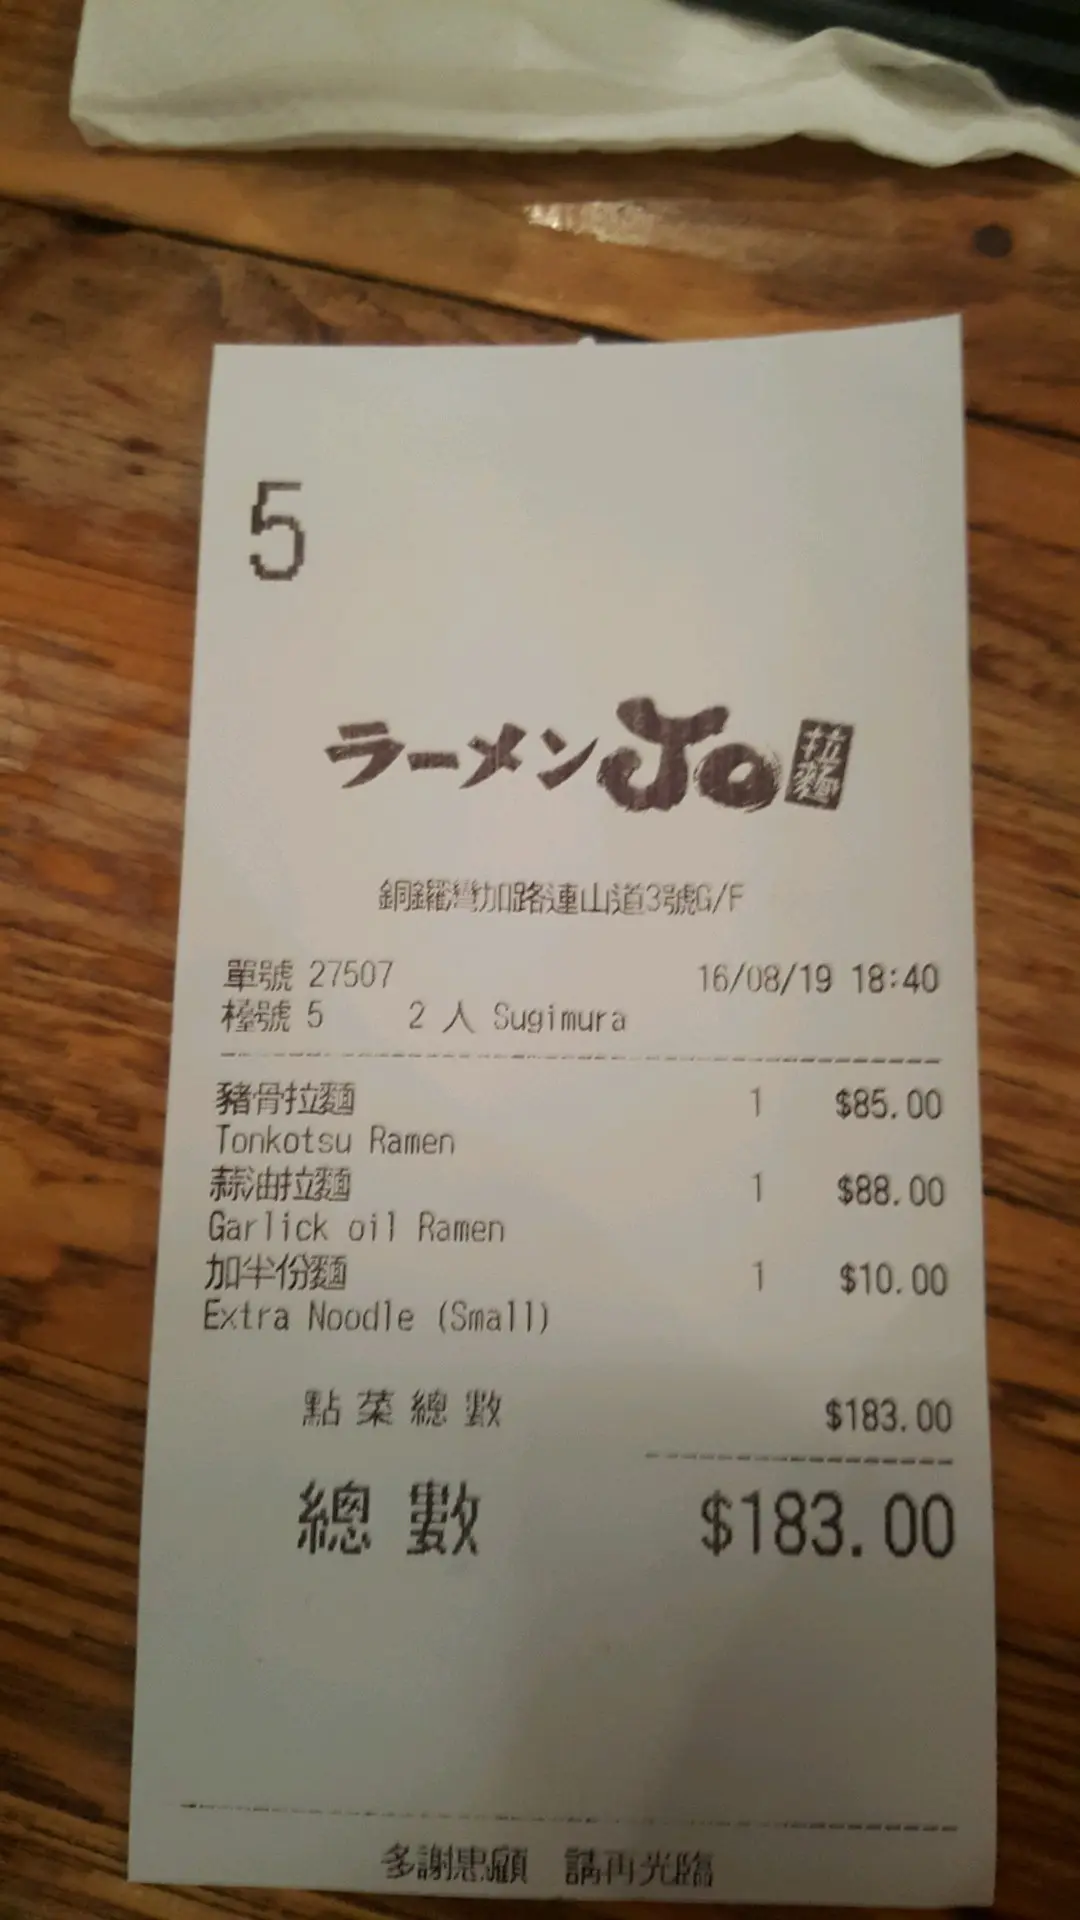 5
ラーメン Jo 拉麵
銅鑼灣加路連山道3號G/F
單號 27507 16/08/19 18:40
檯號 5 2 人 Sugimura
豬骨拉麵 1 $85.00
Tonkotsu Ramen
蒜油拉麵 1 $88.00
Garlick oil Ramen
加半份麵 1 $10.00
Extra Noodle (Small)
點菜總數 $183.00
總數 $183.00
多謝惠顧 請再光臨